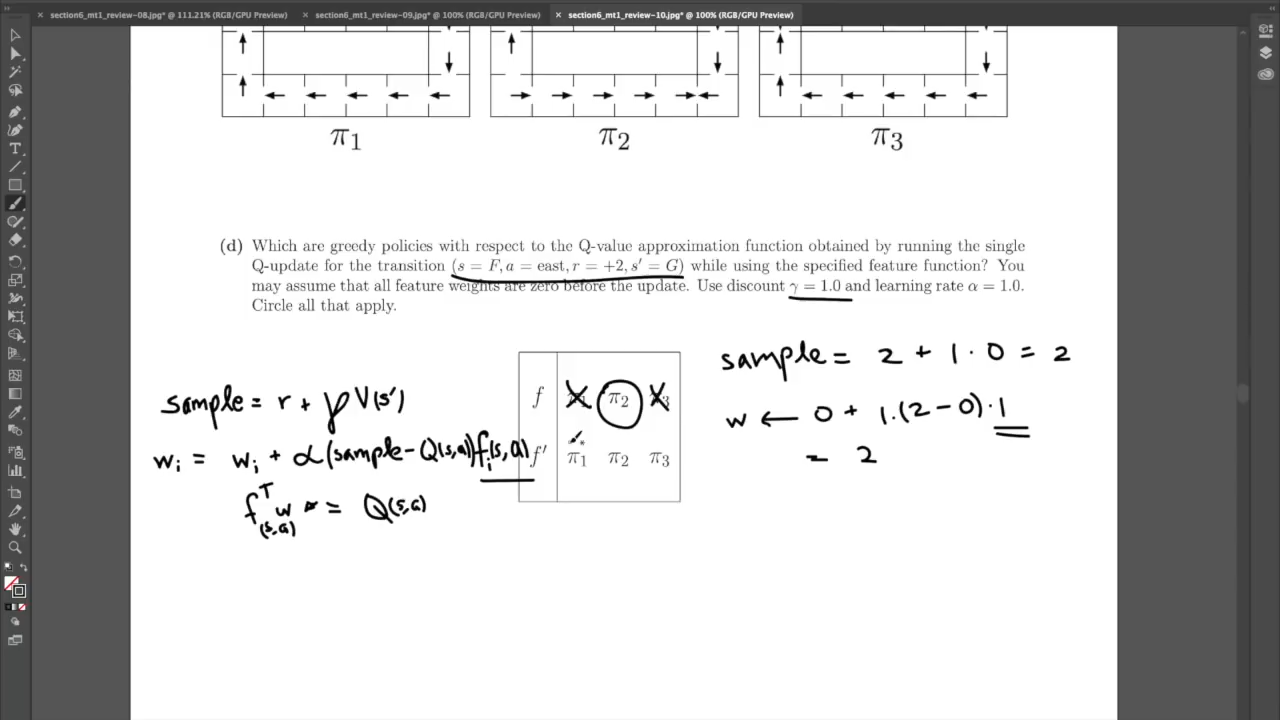 section6_mt1_review-08.jpg* @ 111.21% (RGB/GPU Preview) section6_mt1_review-09.jpg* @ 100% (RGB/GPU Preview) section6_mt1_review-10.jpg* @ 100% (RGB/GPU Preview)
π1 π2 π3
(d) Which are greedy policies with respect to the Q-value approximation function obtained by running the single
Q-update for the transition (s = F, a = east, r = +2, s′ = G) while using the specified feature function? You
may assume that all feature weights are zero before the update. Use discount γ = 1.0 and learning rate α = 1.0.
Circle all that apply.
sample = 2 + 1 · 0 = 2
sample = r + γ V(s′)
f π1 π2 π3
w ← 0 + 1.(2 − 0) · 1
wi = wi + α (sample − Q(s,a)) fi(s,a)
f′ π1 π2 π3
= 2
f^T w = Q(s,a)
(s,a)